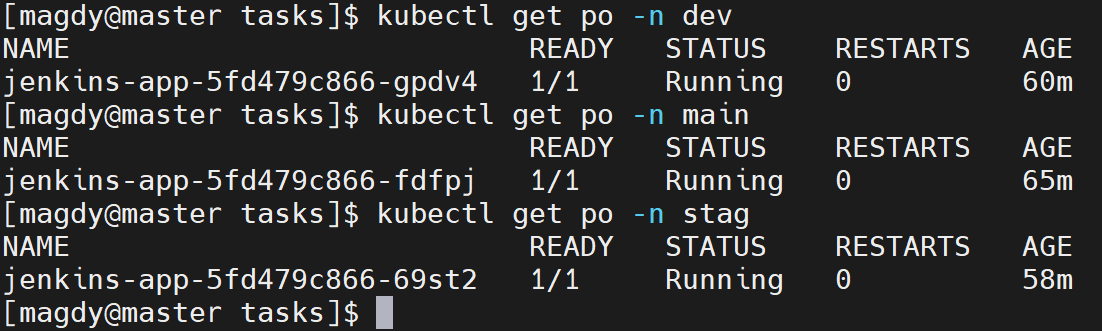 [magdy@master tasks]$ kubectl get po -n dev
NAME                           READY   STATUS    RESTARTS   AGE
jenkins-app-5fd479c866-gpdv4   1/1     Running   0          60m
[magdy@master tasks]$ kubectl get po -n main
NAME                           READY   STATUS    RESTARTS   AGE
jenkins-app-5fd479c866-fdfpj   1/1     Running   0          65m
[magdy@master tasks]$ kubectl get po -n stag
NAME                           READY   STATUS    RESTARTS   AGE
jenkins-app-5fd479c866-69st2   1/1     Running   0          58m
[magdy@master tasks]$